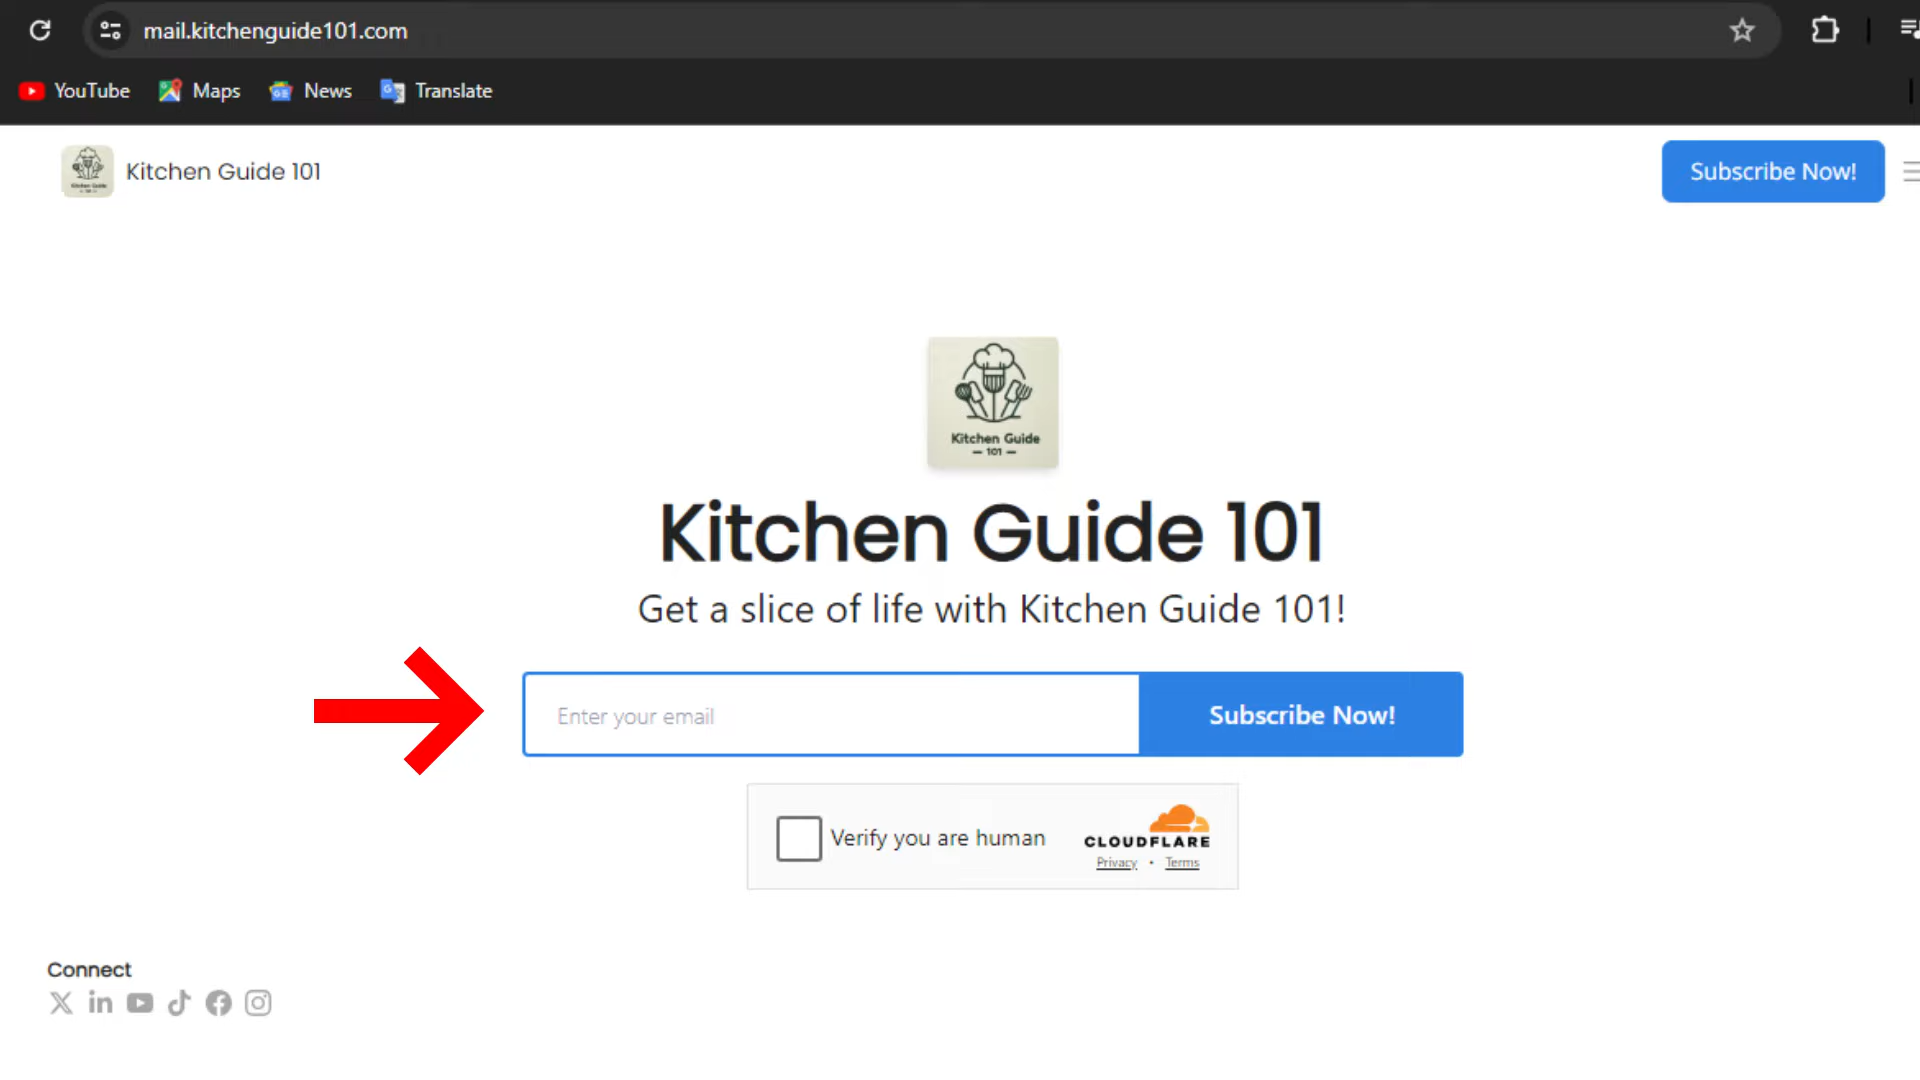 mail.kitchenguide101.com
YouTube Maps News Translate
Kitchen Guide 101
Subscribe Now!
Kitchen Guide
— 101 —
Kitchen Guide 101
Get a slice of life with Kitchen Guide 101!
Enter your email
Subscribe Now!
Verify you are human
CLOUDFLARE
Privacy • Terms
Connect